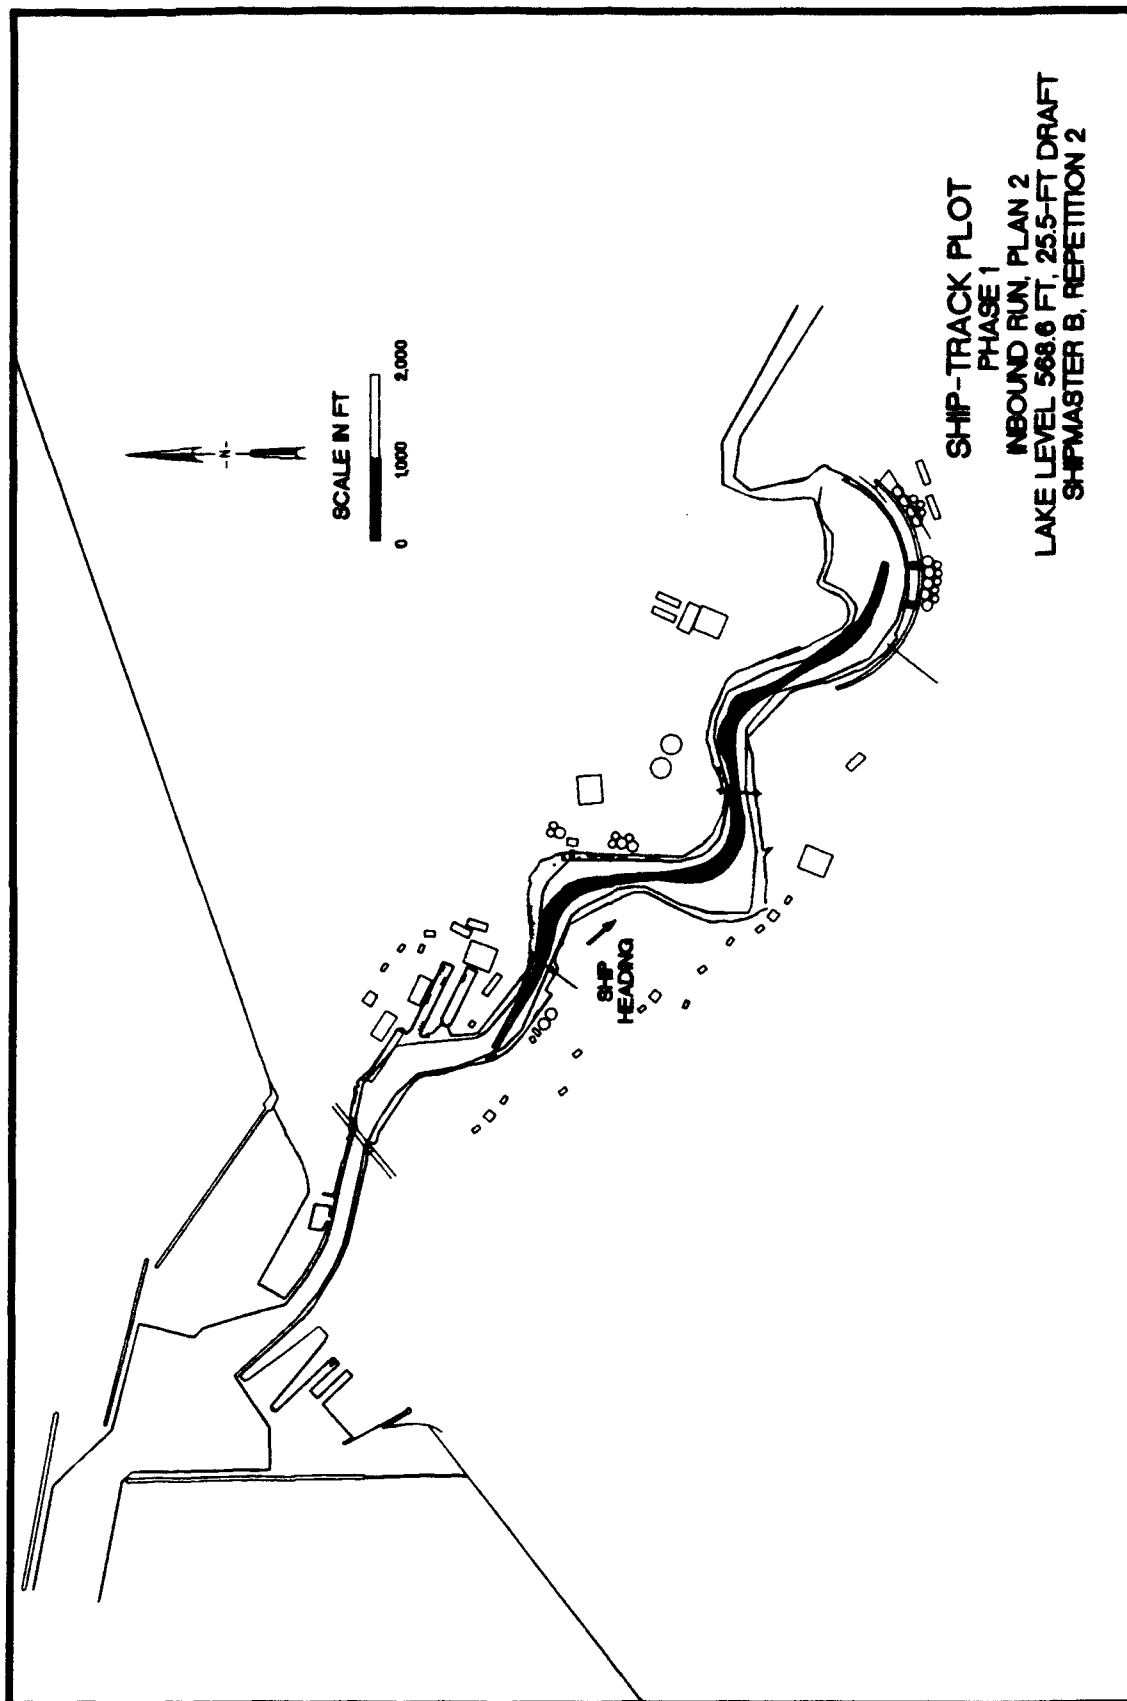 -N-
SCALE IN FT
0 1,000 2,000
SHIP
HEADING
SHIP-TRACK PLOT
PHASE 1
INBOUND RUN, PLAN 2
LAKE LEVEL 568.6 FT, 25.5-FT DRAFT
SHIPMASTER B, REPETITION 2